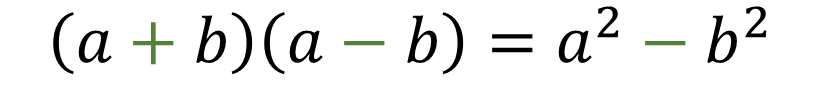 (a + b)(a − b) = a² − b²